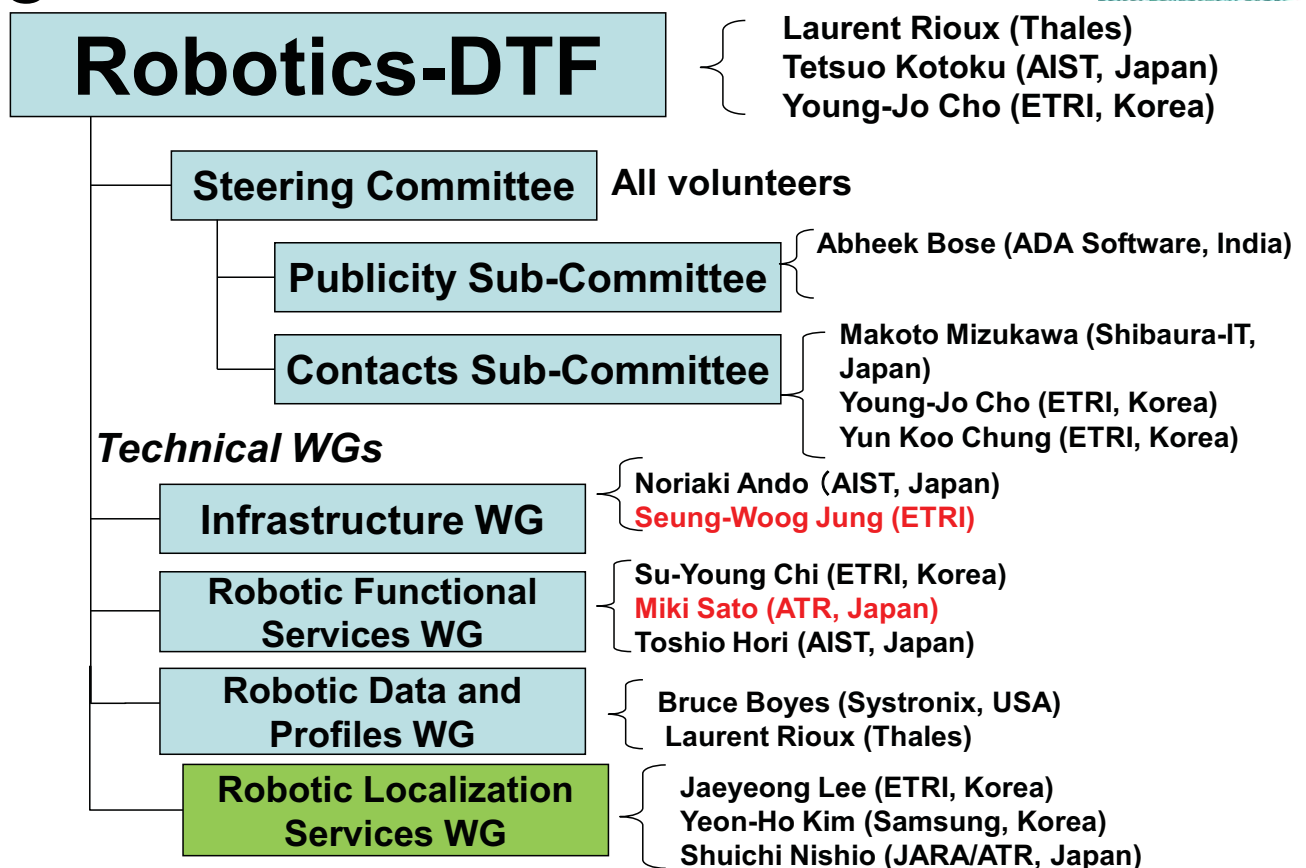 Robotics-DTF
Laurent Rioux (Thales)
Tetsuo Kotoku (AIST, Japan)
Young-Jo Cho (ETRI, Korea)
Steering Committee
All volunteers
Publicity Sub-Committee
Abheek Bose (ADA Software, India)
Contacts Sub-Committee
Makoto Mizukawa (Shibaura-IT,
Japan)
Young-Jo Cho (ETRI, Korea)
Yun Koo Chung (ETRI, Korea)
Technical WGs
Infrastructure WG
Noriaki Ando（AIST, Japan)
Seung-Woog Jung (ETRI)
Robotic Functional
Services WG
Su-Young Chi (ETRI, Korea)
Miki Sato (ATR, Japan)
Toshio Hori (AIST, Japan)
Robotic Data and
Profiles WG
Bruce Boyes (Systronix, USA)
Laurent Rioux (Thales)
Robotic Localization
Services WG
Jaeyeong Lee (ETRI, Korea)
Yeon-Ho Kim (Samsung, Korea)
Shuichi Nishio (JARA/ATR, Japan)